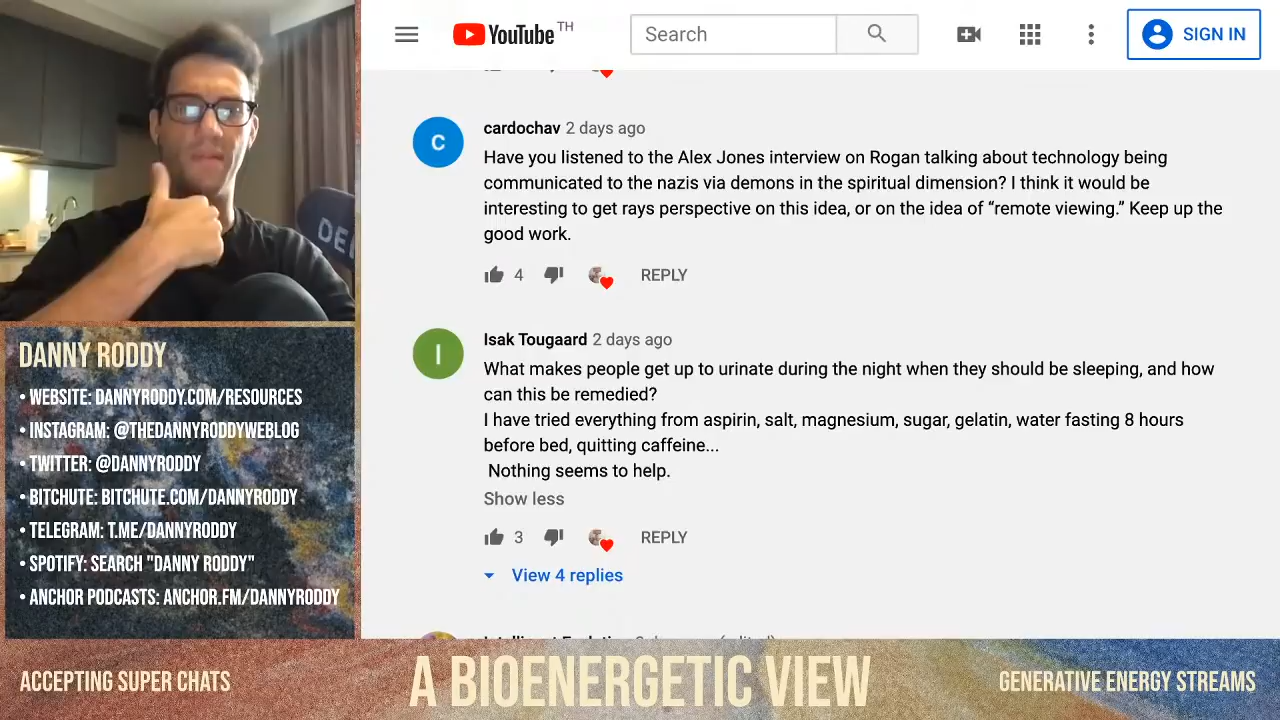 YouTube TH
Search
SIGN IN
cardochav 2 days ago
Have you listened to the Alex Jones interview on Rogan talking about technology being
communicated to the nazis via demons in the spiritual dimension? I think it would be
interesting to get rays perspective on this idea, or on the idea of “remote viewing.” Keep up the
good work.
4
REPLY
C
Isak Tougaard 2 days ago
What makes people get up to urinate during the night when they should be sleeping, and how
can this be remedied?
I have tried everything from aspirin, salt, magnesium, sugar, gelatin, water fasting 8 hours
before bed, quitting caffeine...
Nothing seems to help.
Show less
3
REPLY
I
View 4 replies
DE
DANNY RODDY
• WEBSITE: DANNYRODDY.COM/RESOURCES
• INSTAGRAM: @THEDANNYRODDYWEBLOG
• TWITTER: @DANNYRODDY
• BITCHUTE: BITCHUTE.COM/DANNYRODDY
• TELEGRAM: T.ME/DANNYRODDY
• SPOTIFY: SEARCH "DANNY RODDY"
• ANCHOR PODCASTS: ANCHOR.FM/DANNYRODDY
ACCEPTING SUPER CHATS
A BIOENERGETIC VIEW
GENERATIVE ENERGY STREAMS